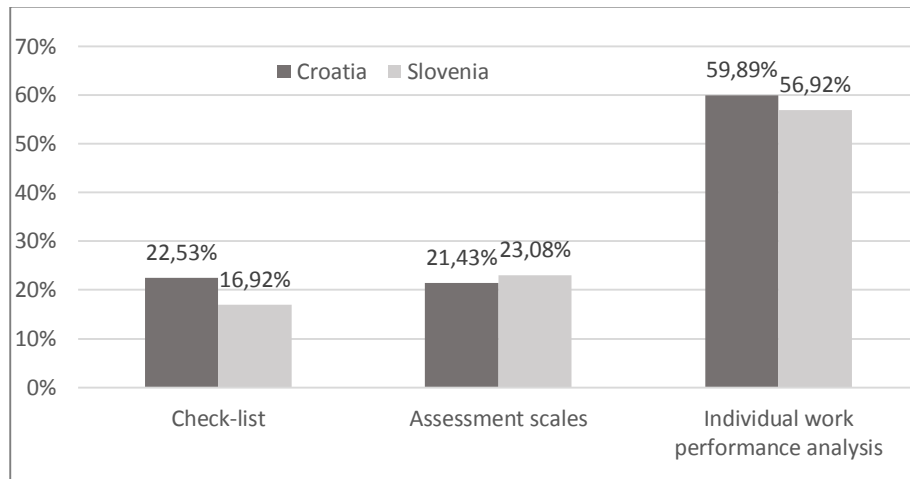 70%
Croatia Slovenia
59,89%
56,92%
60%
50%
40%
30%
22,53%
16,92%
21,43%
23,08%
20%
10%
0%
Check-list
Assessment scales
Individual work
performance analysis